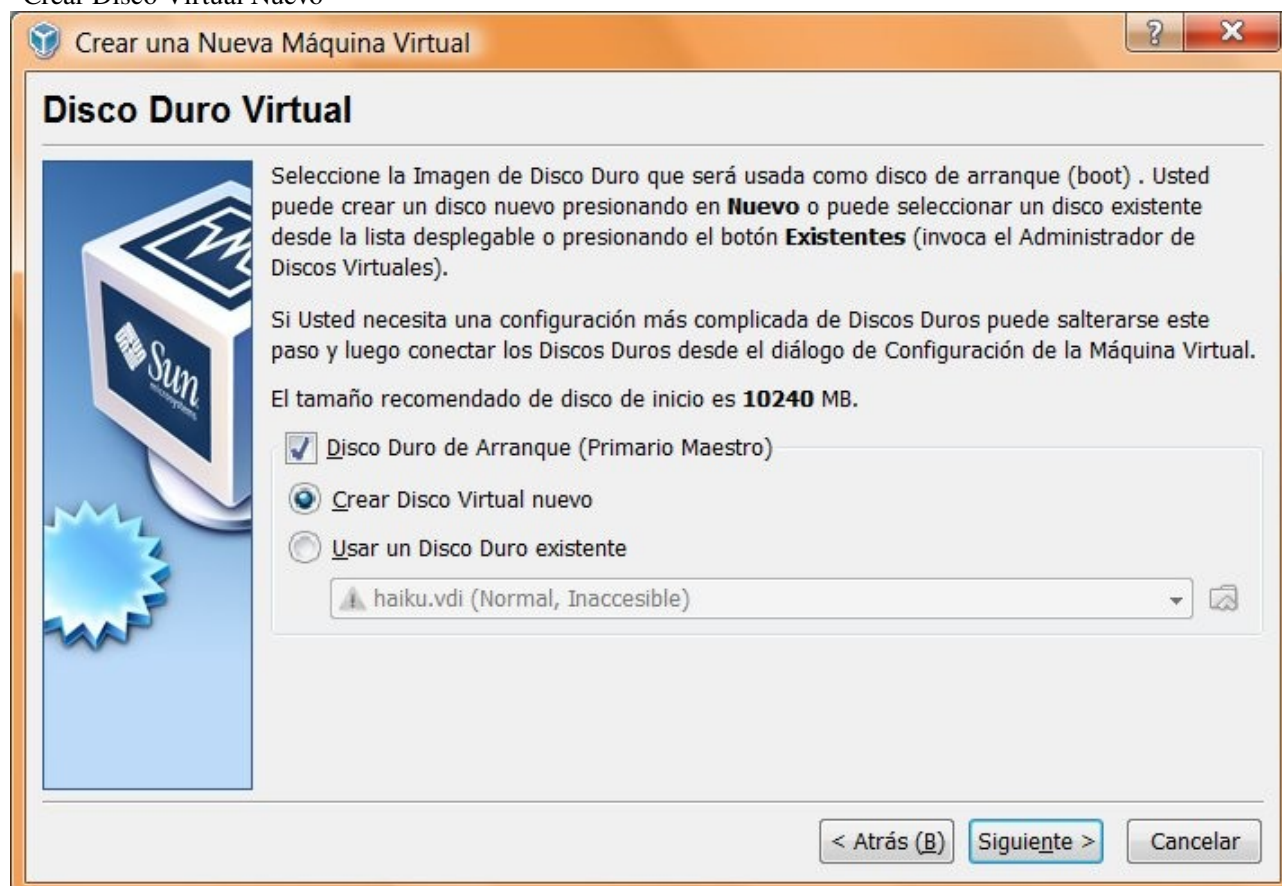 Crear Disco Virtual Nuevo
Crear una Nueva Máquina Virtual
Disco Duro Virtual
Seleccione la Imagen de Disco Duro que será usada como disco de arranque (boot) . Usted
puede crear un disco nuevo presionando en Nuevo o puede seleccionar un disco existente
desde la lista desplegable o presionando el botón Existentes (invoca el Administrador de
Discos Virtuales).
Si Usted necesita una configuración más complicada de Discos Duros puede salterarse este
paso y luego conectar los Discos Duros desde el diálogo de Configuración de la Máquina Virtual.
El tamaño recomendado de disco de inicio es 10240 MB.
Disco Duro de Arranque (Primario Maestro)
Crear Disco Virtual nuevo
Usar un Disco Duro existente
haiku.vdi (Normal, Inaccesible)
Sun
microsystems
< Atrás (B)
Siguiente >
Cancelar